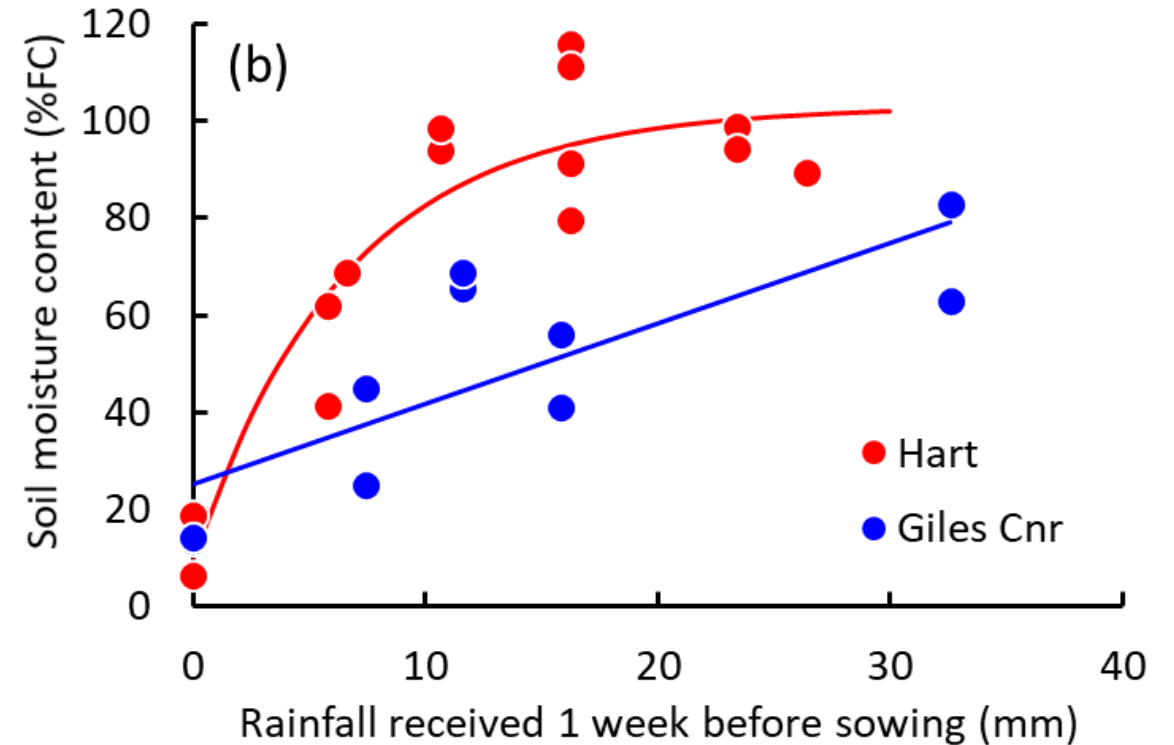 120
(b)
100
80
60
40
20
0
Soil moisture content (%FC)
Hart
Giles Cnr
0 10 20 30 40
Rainfall received 1 week before sowing (mm)